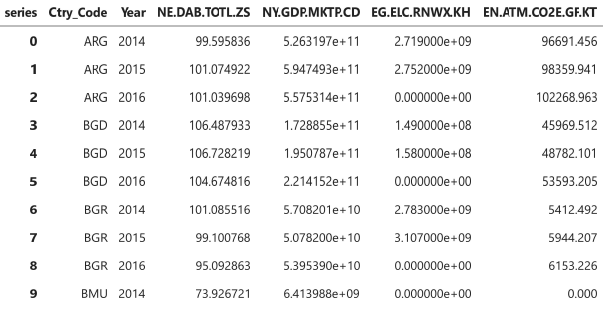 series Ctry_Code Year NE.DAB.TOTL.ZS NY.GDP.MKTP.CD EG.ELC.RNWX.KH EN.ATM.CO2E.GF.KT
0 ARG 2014 99.595836 5.263197e+11 2.719000e+09 96691.456
1 ARG 2015 101.074922 5.947493e+11 2.752000e+09 98359.941
2 ARG 2016 101.039698 5.575314e+11 0.000000e+00 102268.963
3 BGD 2014 106.487933 1.728855e+11 1.490000e+08 45969.512
4 BGD 2015 106.728219 1.950787e+11 1.580000e+08 48782.101
5 BGD 2016 104.674816 2.214152e+11 0.000000e+00 53593.205
6 BGR 2014 101.085516 5.708201e+10 2.783000e+09 5412.492
7 BGR 2015 99.100768 5.078200e+10 3.107000e+09 5944.207
8 BGR 2016 95.092863 5.395390e+10 0.000000e+00 6153.226
9 BMU 2014 73.926721 6.413988e+09 0.000000e+00 0.000